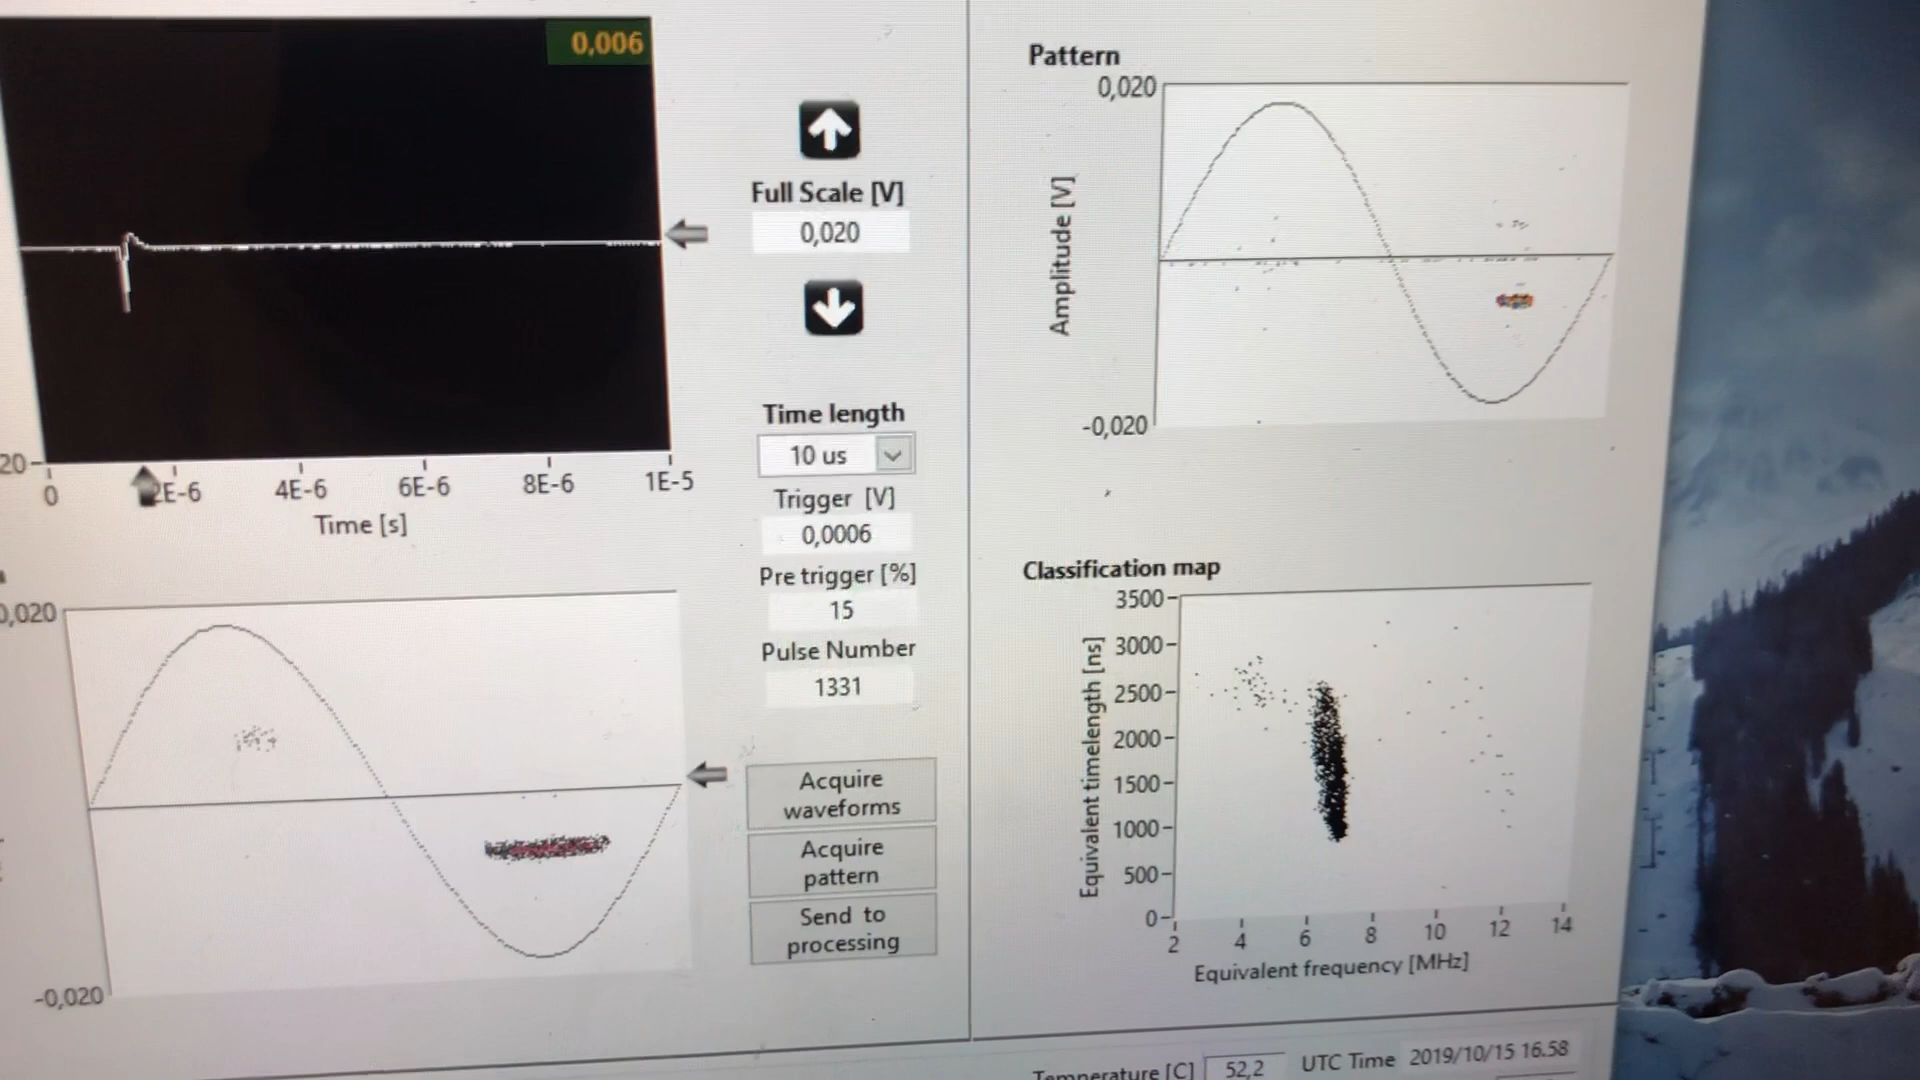 0,006
Full Scale [V]
0,020
Time length
10 us
Trigger [V]
0,0006
Pre trigger [%]
15
Pulse Number
1331
Acquire
waveforms
Acquire
pattern
Send to
processing
20
0
2E-6
4E-6
6E-6
8E-6
1E-5
Time [s]
0,020
-0,020
Pattern
0,020
Amplitude [V]
-0,020
Classification map
3500
3000
2500
2000
1500
1000
500
0
Equivalent timelength [ns]
2
4
6
8
10
12
14
Equivalent frequency [MHz]
Temperature [C]
52,2
UTC Time
2019/10/15 16.58